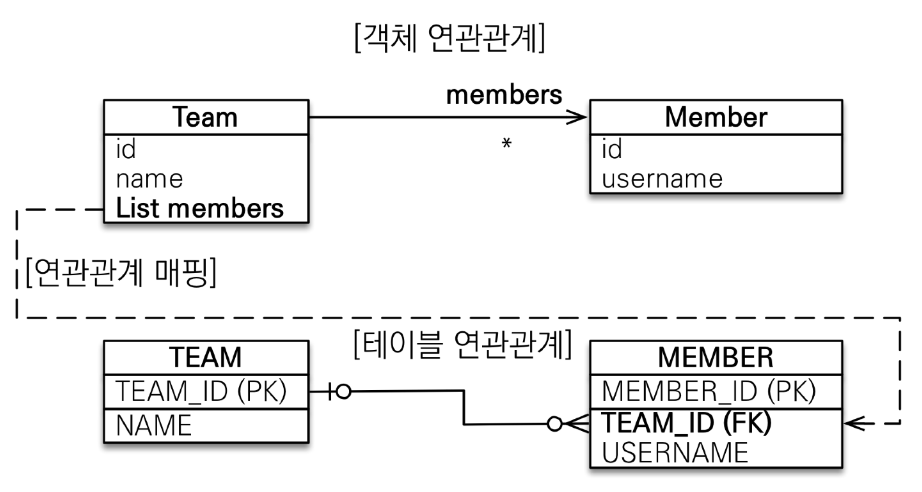 [객체 연관관계]
members
Team
Member
*
id
name
List members
id
username
[연관관계 매핑]
[테이블 연관관계]
TEAM
TEAM_ID (PK)
NAME
MEMBER
MEMBER_ID (PK)
TEAM_ID (FK)
USERNAME